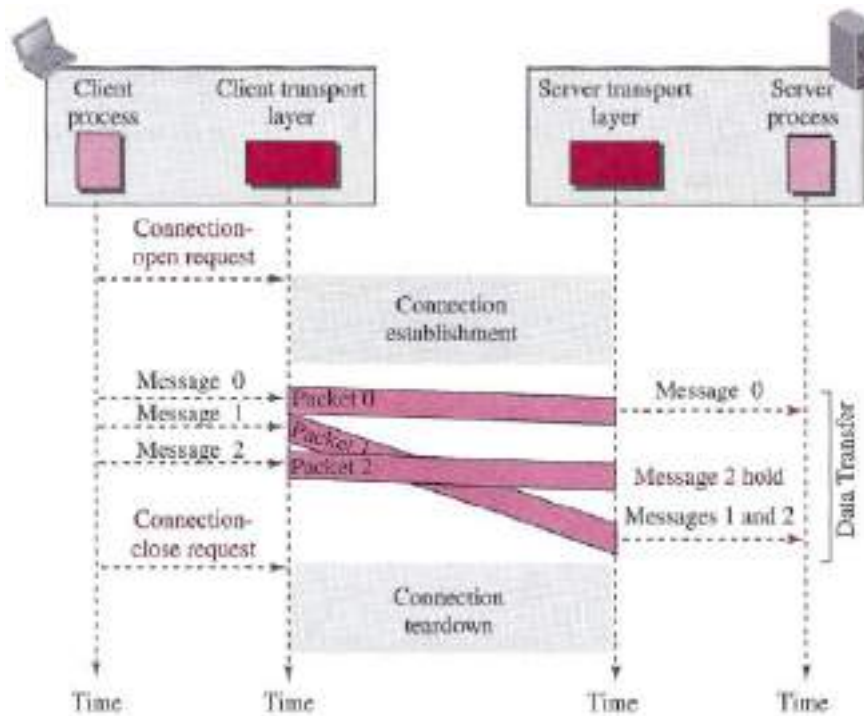 Client
process
Client transport
layer
Server transport
layer
Server
process
Connection-
open request
Connection
establishment
Message 0
Packet 0
Message 0
Message 1
Packet 1
Message 2
Packet 2
Message 2 hold
Messages 1 and 2
Data Transfer
Connection-
close request
Connection
teardown
Time
Time
Time
Time